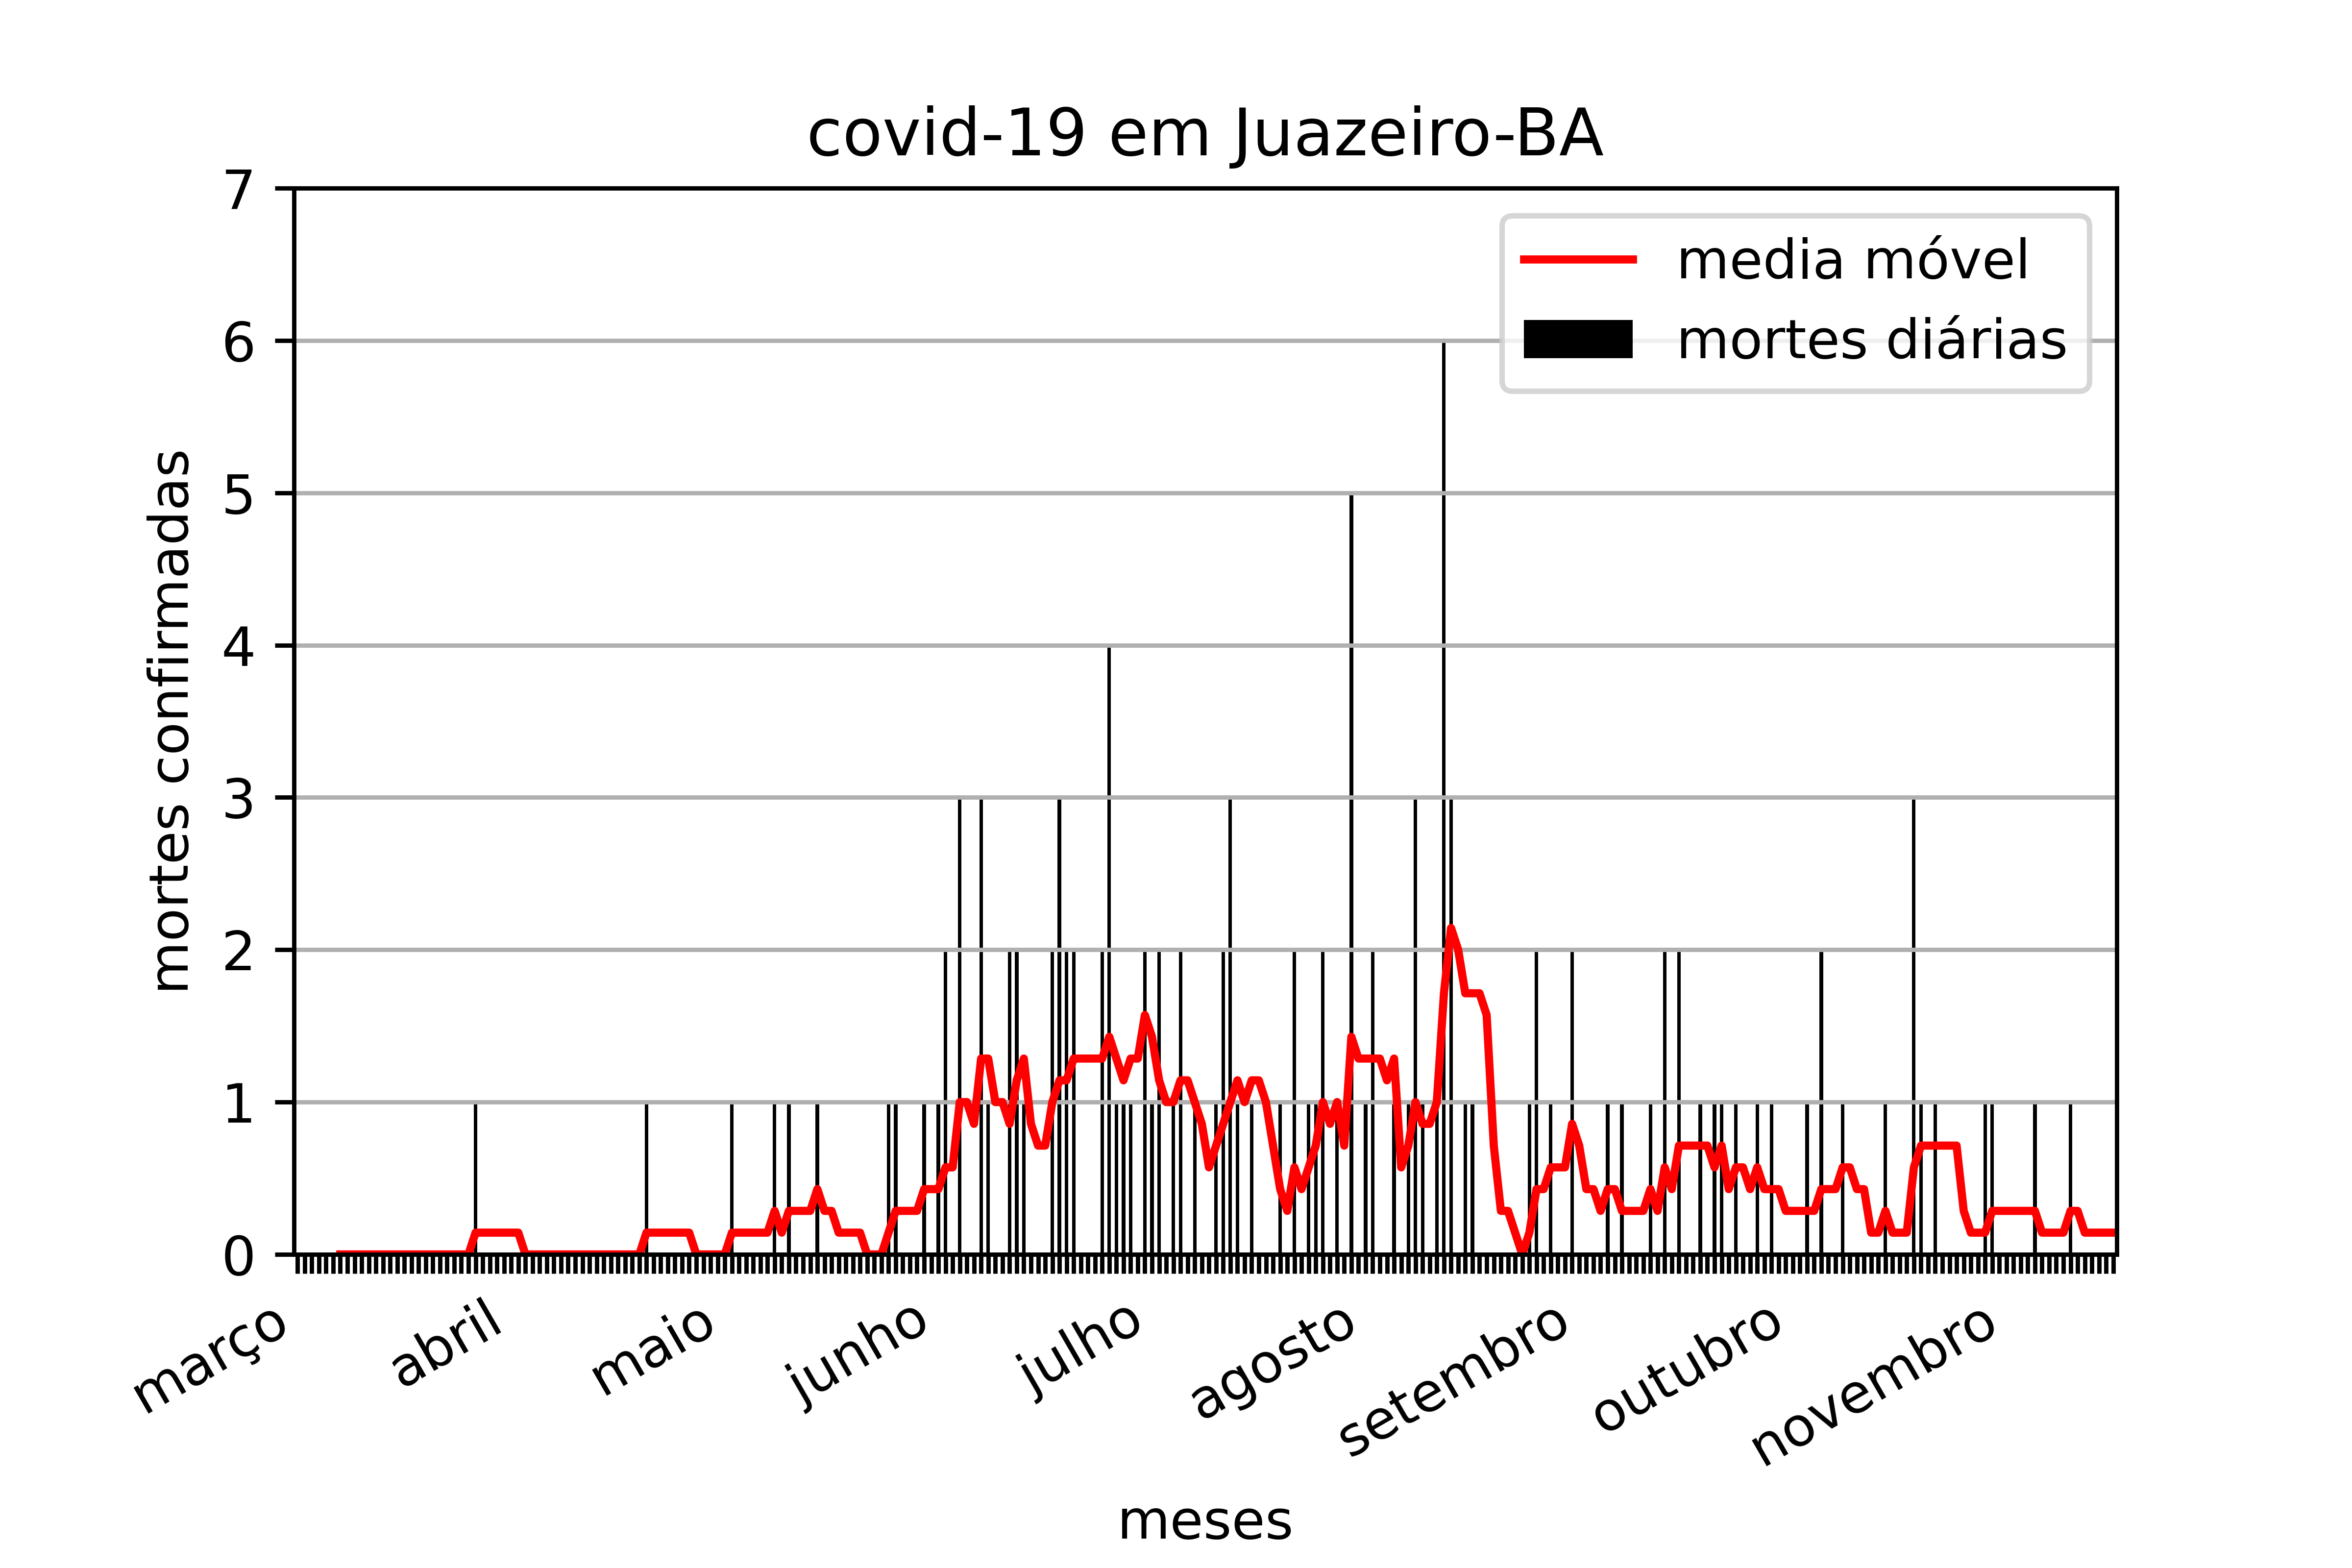 covid-19 em Juazeiro-BA
7
6
5
4
3
2
1
0
mortes confirmadas
media móvel
mortes diárias
março
abril
maio
junho
julho
agosto
setembro
outubro
novembro
meses